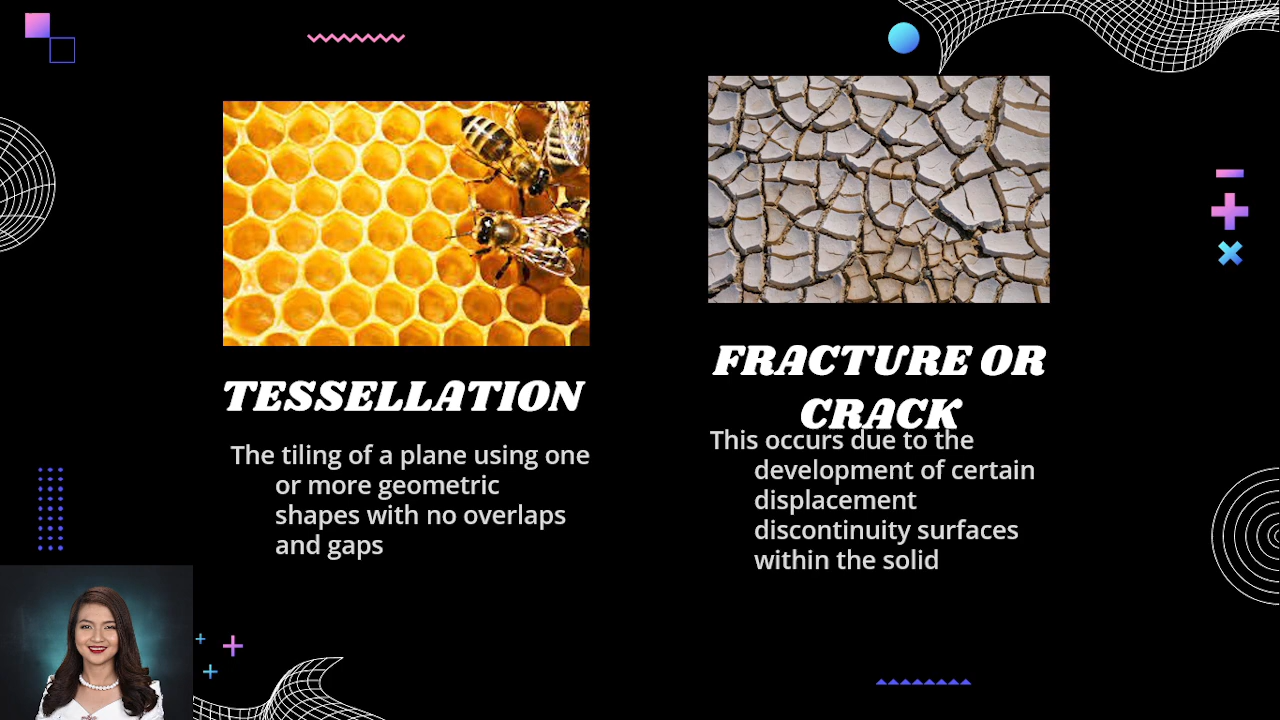 TESSELLATION
The tiling of a plane using one
or more geometric
shapes with no overlaps
and gaps
FRACTURE OR
CRACK
This occurs due to the
development of certain
displacement
discontinuity surfaces
within the solid